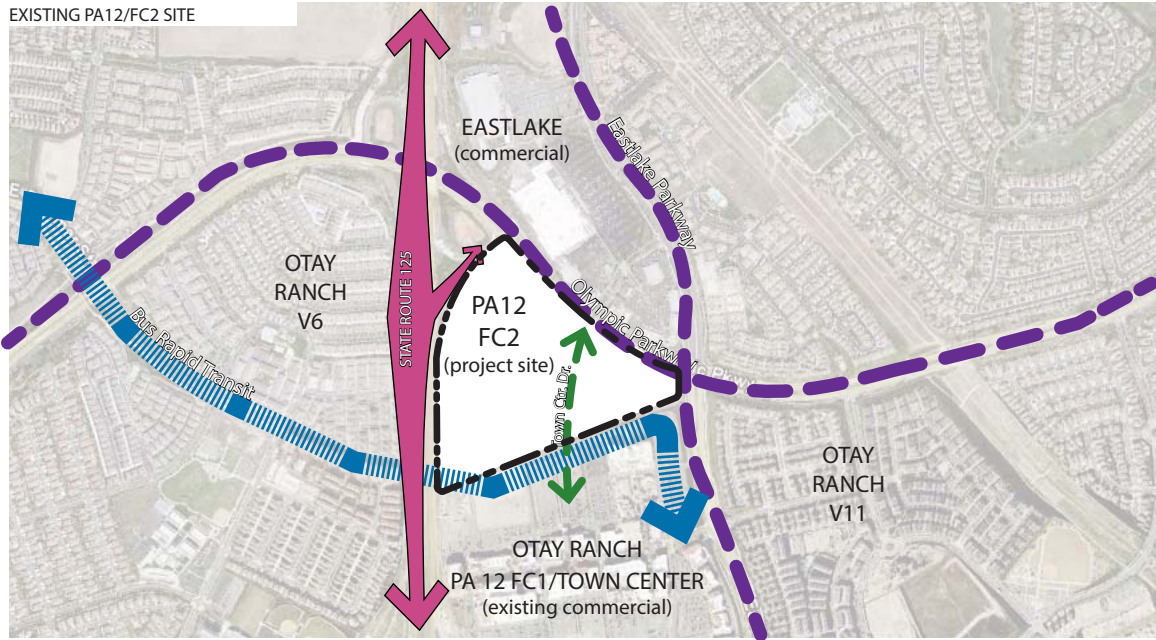 EXISTING PA12/FC2 SITE
EASTLAKE
(commercial)
Eastlake Parkway
OTAY
RANCH
V6
STATE ROUTE 125
PA12
FC2
(project site)
Olympic Parkway
Pkwy
Town Ctr. Dr.
Bus Rapid Transit
OTAY
RANCH
V11
OTAY RANCH
PA 12 FC1/TOWN CENTER
(existing commercial)